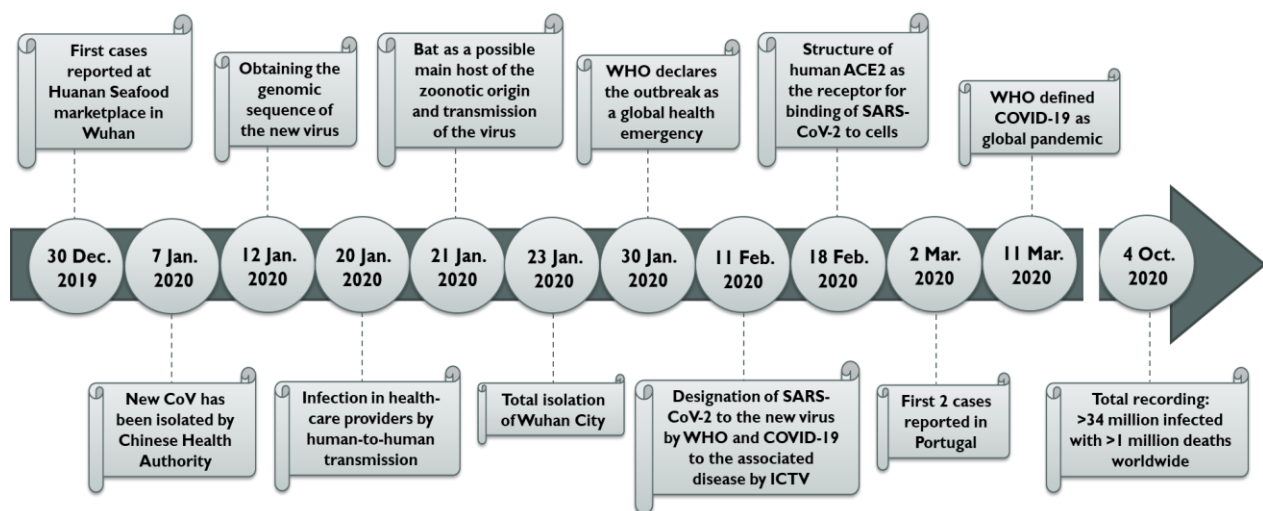 First cases
reported at
Huanan Seafood
marketplace in
Wuhan
Obtaining the
genomic
sequence of
the new virus
Bat as a possible
main host of the
zoonotic origin
and transmission
of the virus
WHO declares
the outbreak as
a global health
emergency
Structure of
human ACE2 as
the receptor for
binding of SARS-
CoV-2 to cells
WHO defined
COVID-19 as
global pandemic
30 Dec.
2019
7 Jan.
2020
12 Jan.
2020
20 Jan.
2020
21 Jan.
2020
23 Jan.
2020
30 Jan.
2020
11 Feb.
2020
18 Feb.
2020
2 Mar.
2020
11 Mar.
2020
4 Oct.
2020
New CoV has
been isolated by
Chinese Health
Authority
Infection in health-
care providers by
human-to-human
transmission
Total isolation
of Wuhan City
Designation of SARS-
CoV-2 to the new virus
by WHO and COVID-19
to the associated
disease by ICTV
First 2 cases
reported in
Portugal
Total recording:
>34 million infected
with >1 million deaths
worldwide